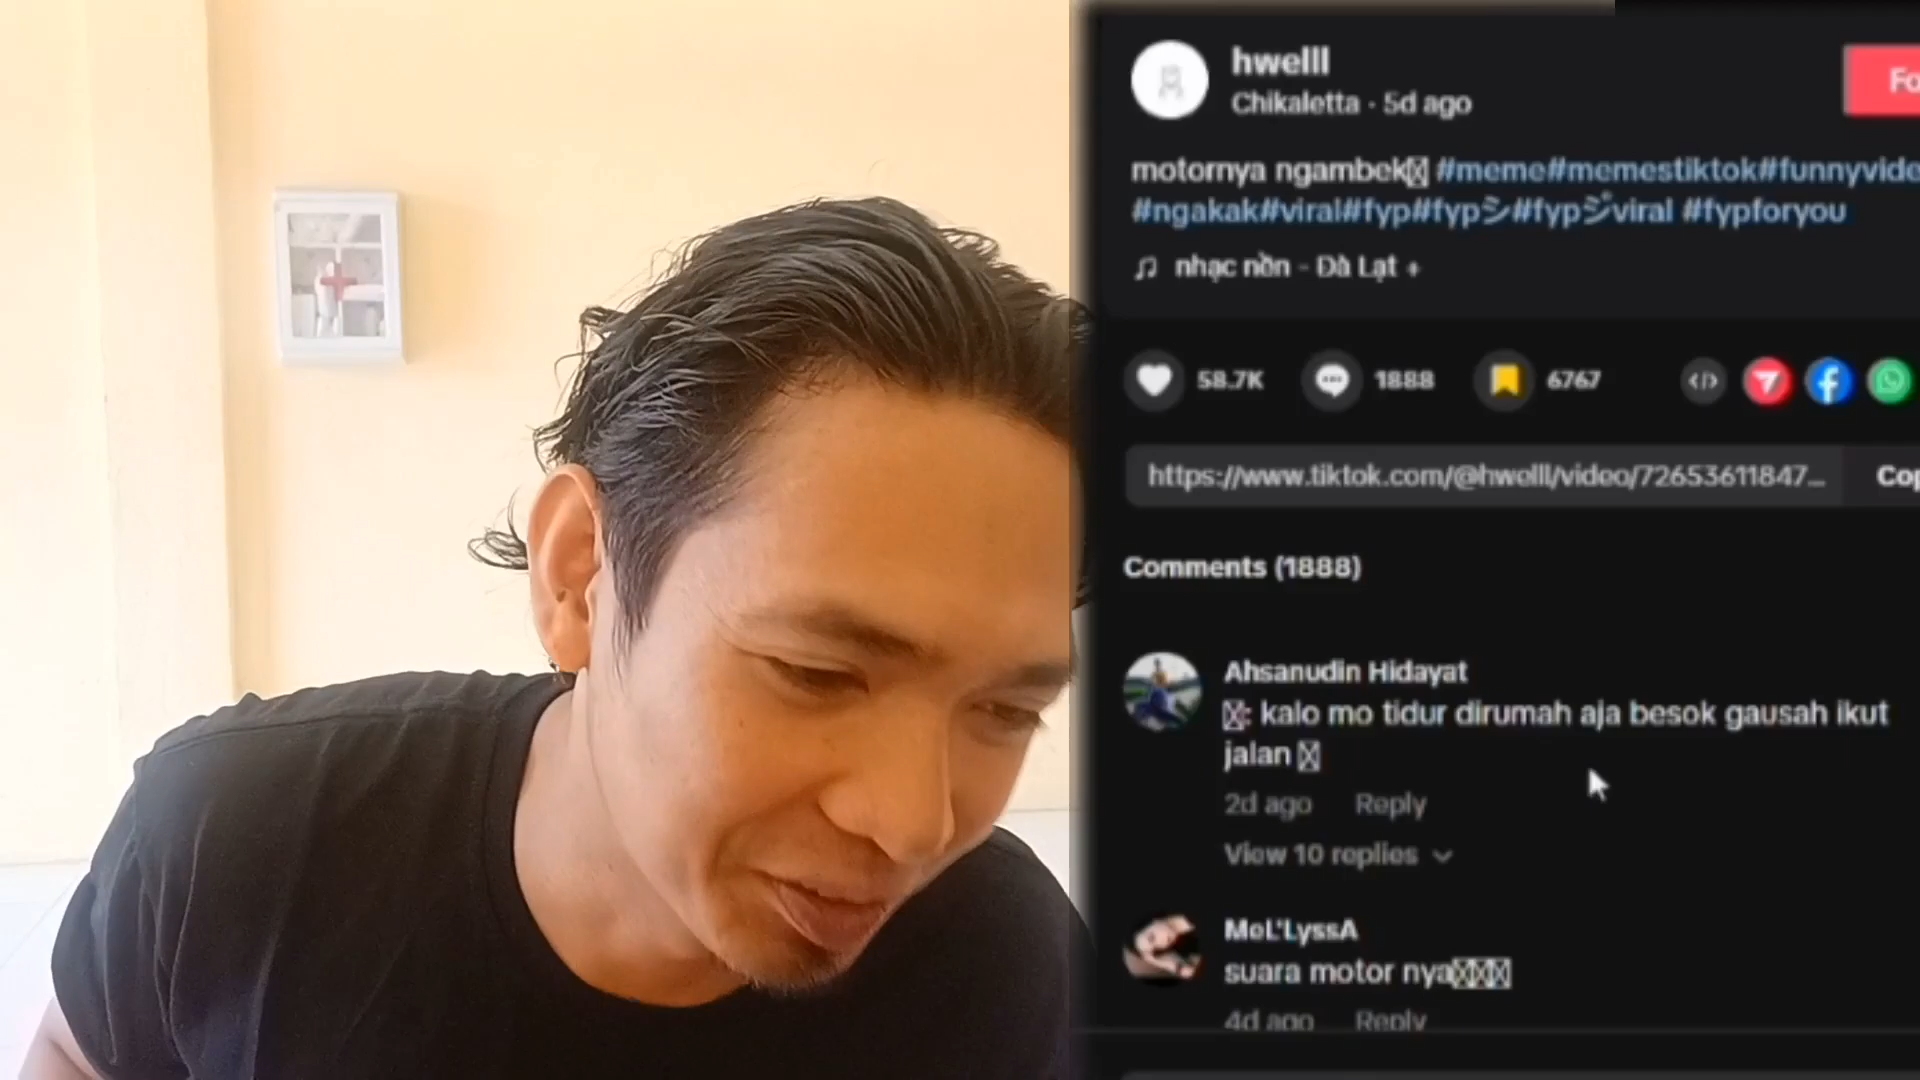 hwelll
Chikaletta · 5d ago
Fo
motornya ngambek #meme#memestiktok#funnyvide
#ngakak#viral#fyp#fypシ#fypジviral #fypforyou
nhạc nền - Đà Lạt +
58.7K 1888 6767
https://www.tiktok.com/@hwelll/video/72653611847...
Cop
Comments (1888)
Ahsanudin Hidayat
: kalo mo tidur dirumah aja besok gausah ikut
jalan
2d ago Reply
View 10 replies
MeL'LyssA
suara motor nya
4d ago Reply